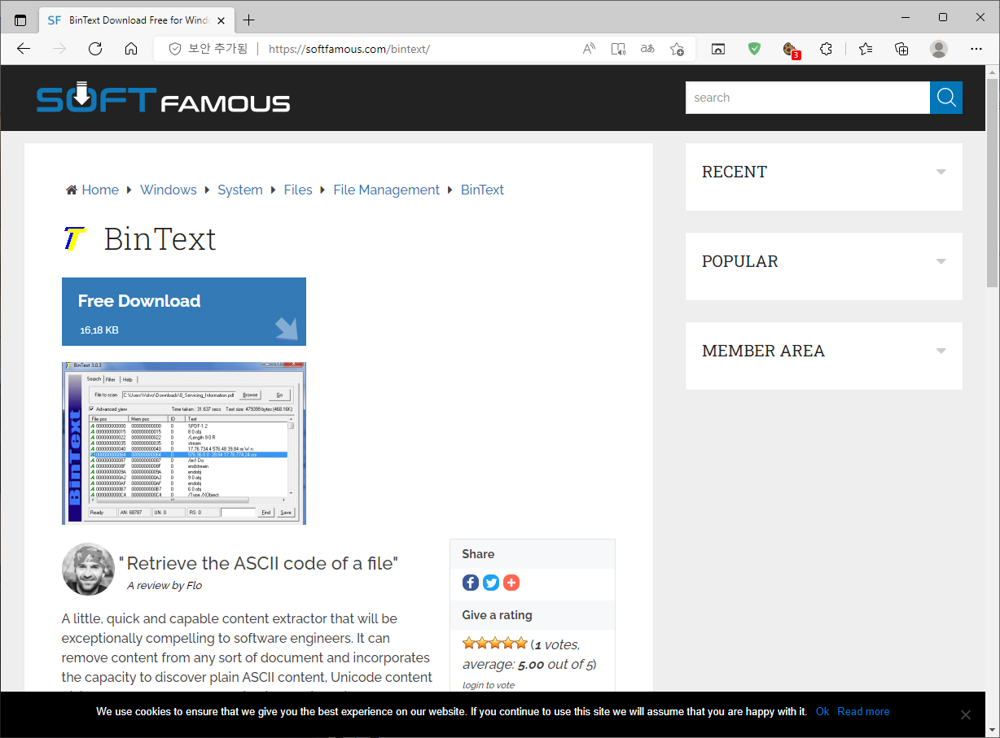 SF BinText Download Free for Wind
보안 추가됨 https://softfamous.com/bintext/
3
SOFT FAMOUS
search
Home Windows System Files File Management BinText
BinText
Free Download
16,18 KB
BinText 3.0.3
Search Filter Help
File to scan C:\Users\Volvo\Downloads\8_Servicing_Information.pdf Browse Go
Advanced view Time taken : 31.637 secs Text size: 479399 bytes (468.16K)
File pos Mem pos ID Text
A 000000000000 000000000000 0 %PDF-1.2
A 000000000015 000000000015 0 8 0 obj
A 000000000022 000000000022 0 /Length 9 0 R
A 000000000035 000000000035 0 stream
A 000000000040 000000000040 0 17.76 734.4 576.48 39.84 re W n
A 000000000064 000000000064 0
A 000000000087 000000000087 0 /Im1 Do
A 00000000008F 00000000008F 0 endstream
A 00000000009A 00000000009A 0 endobj
A 0000000000A2 0000000000A2 0 9 0 obj
A 0000000000AF 0000000000AF 0 endobj
A 0000000000B7 0000000000B7 0 6 0 obj
A 0000000000C4 0000000000C4 0 /Type /XObject
BinText
Ready AN: 68787 UN: 0 RS: 0 Find Save
" Retrieve the ASCII code of a file"
A review by Flo
A little, quick and capable content extractor that will be
exceptionally compelling to software engineers. It can
remove content from any sort of document and incorporates
the capacity to discover plain ASCII content, Unicode content
Share
Give a rating
(1 votes,
average: 5.00 out of 5)
login to vote
RECENT
POPULAR
MEMBER AREA
We use cookies to ensure that we give you the best experience on our website. If you continue to use this site we will assume that you are happy with it. Ok Read more